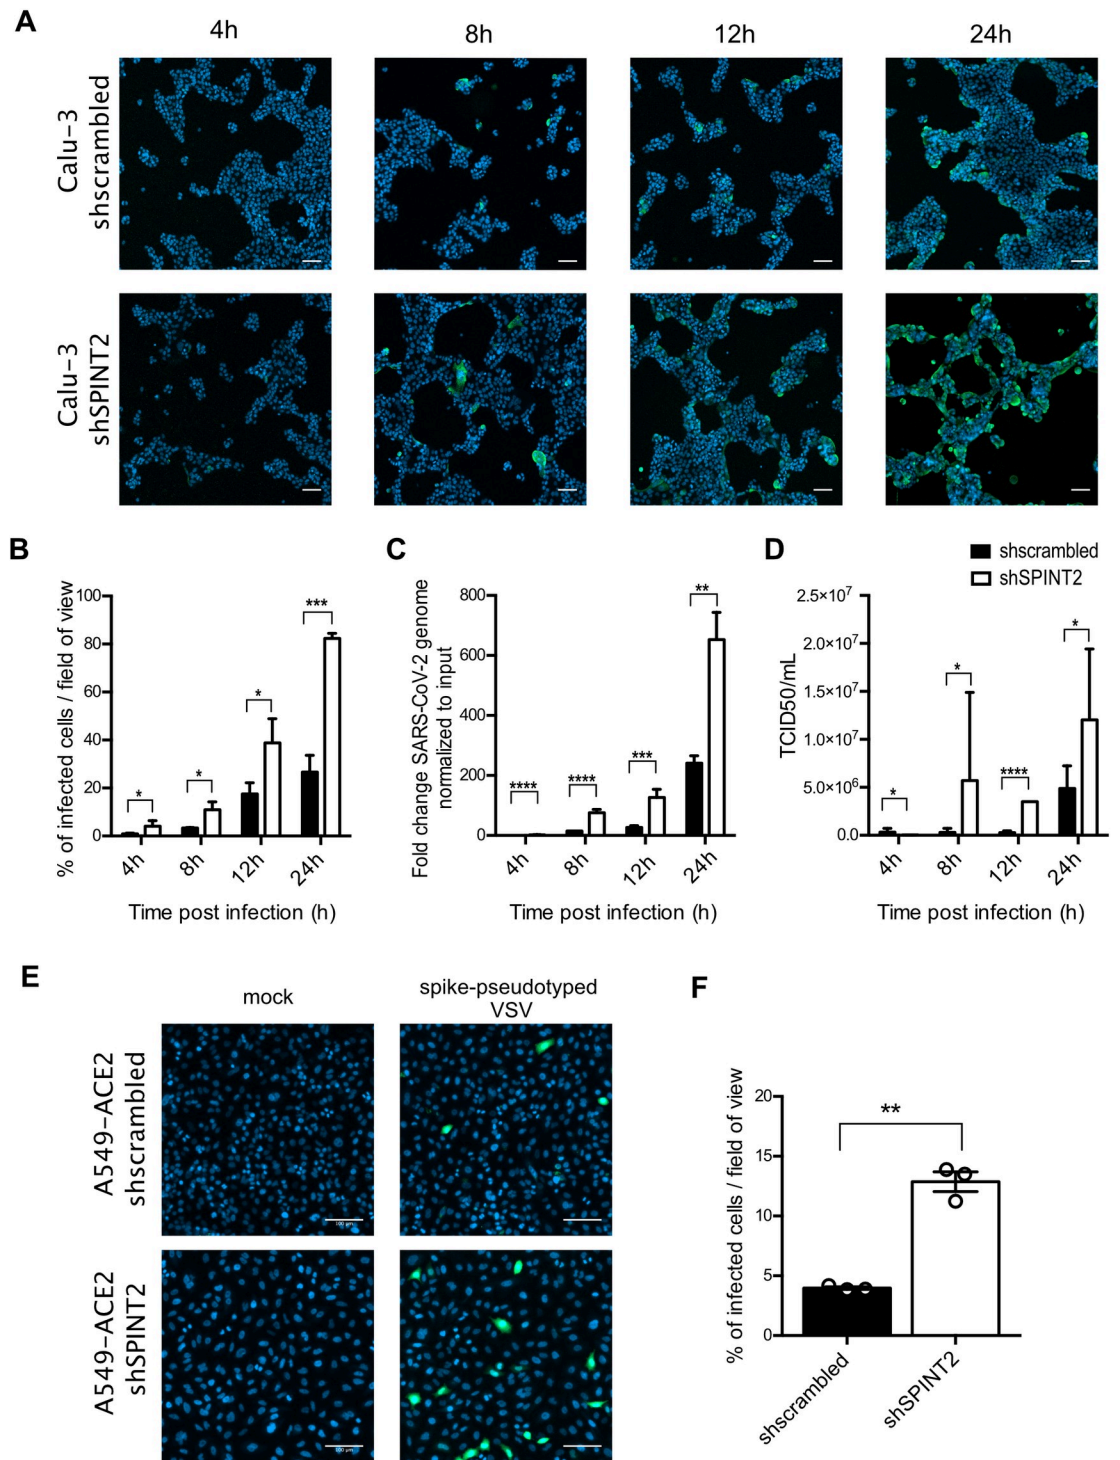 A
4h
8h
12h
24h
Calu-3
shscrambled
Calu-3
shSPINT2
B
% of infected cells / field of view
100
80
60
40
20
0
*
*
*
***
4h
8h
12h
24h
Time post infection (h)
C
Fold change SARS-CoV-2 genome
normalized to input
800
600
400
200
0
****
****
***
**
4h
8h
12h
24h
Time post infection (h)
D
shscrambled
shSPINT2
TCID50/mL
2.5×10⁷
2.0×10⁷
1.5×10⁷
1.0×10⁷
5.0×10⁶
0.0
*
*
****
*
4h
8h
12h
24h
Time post infection (h)
E
mock
spike-pseudotyped
VSV
A549-ACE2
shscrambled
100 µm
A549-ACE2
shSPINT2
100 µm
F
% of infected cells / field of view
20
15
10
5
0
**
shscrambled
shSPINT2